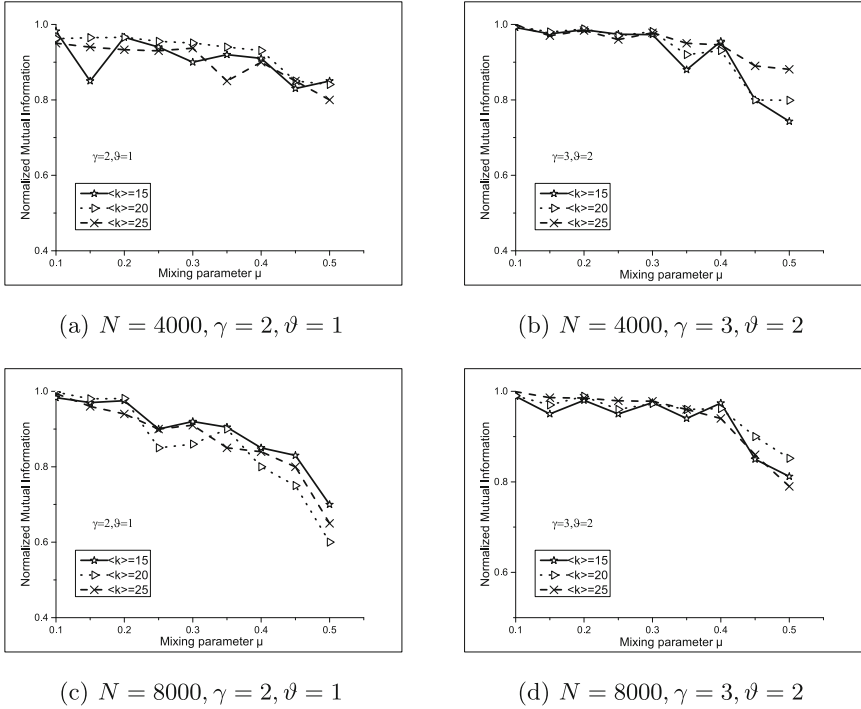 1.0
0.8
0.6
0.4
Normalized Mutual Information
γ=2,ϑ=1
<k>=15
<k>=20
<k>=25
0.1 0.2 0.3 0.4 0.5
Mixing parameter μ
(a) N = 4000, γ = 2, ϑ = 1
1.0
0.8
0.6
0.4
Normalized Mutual Information
γ=3,ϑ=2
<k>=15
<k>=20
<k>=25
0.1 0.2 0.3 0.4 0.5
Mixing parameter μ
(b) N = 4000, γ = 3, ϑ = 2
1.0
0.8
0.6
0.4
Normalized Mutual Information
γ=2,ϑ=1
<k>=15
<k>=20
<k>=25
0.1 0.2 0.3 0.4 0.5
Mixing parameter μ
(c) N = 8000, γ = 2, ϑ = 1
1.0
0.8
0.6
Normalized Mutual Information
γ=3,ϑ=2
<k>=15
<k>=20
<k>=25
0.1 0.2 0.3 0.4 0.5
Mixing parameter μ
(d) N = 8000, γ = 3, ϑ = 2